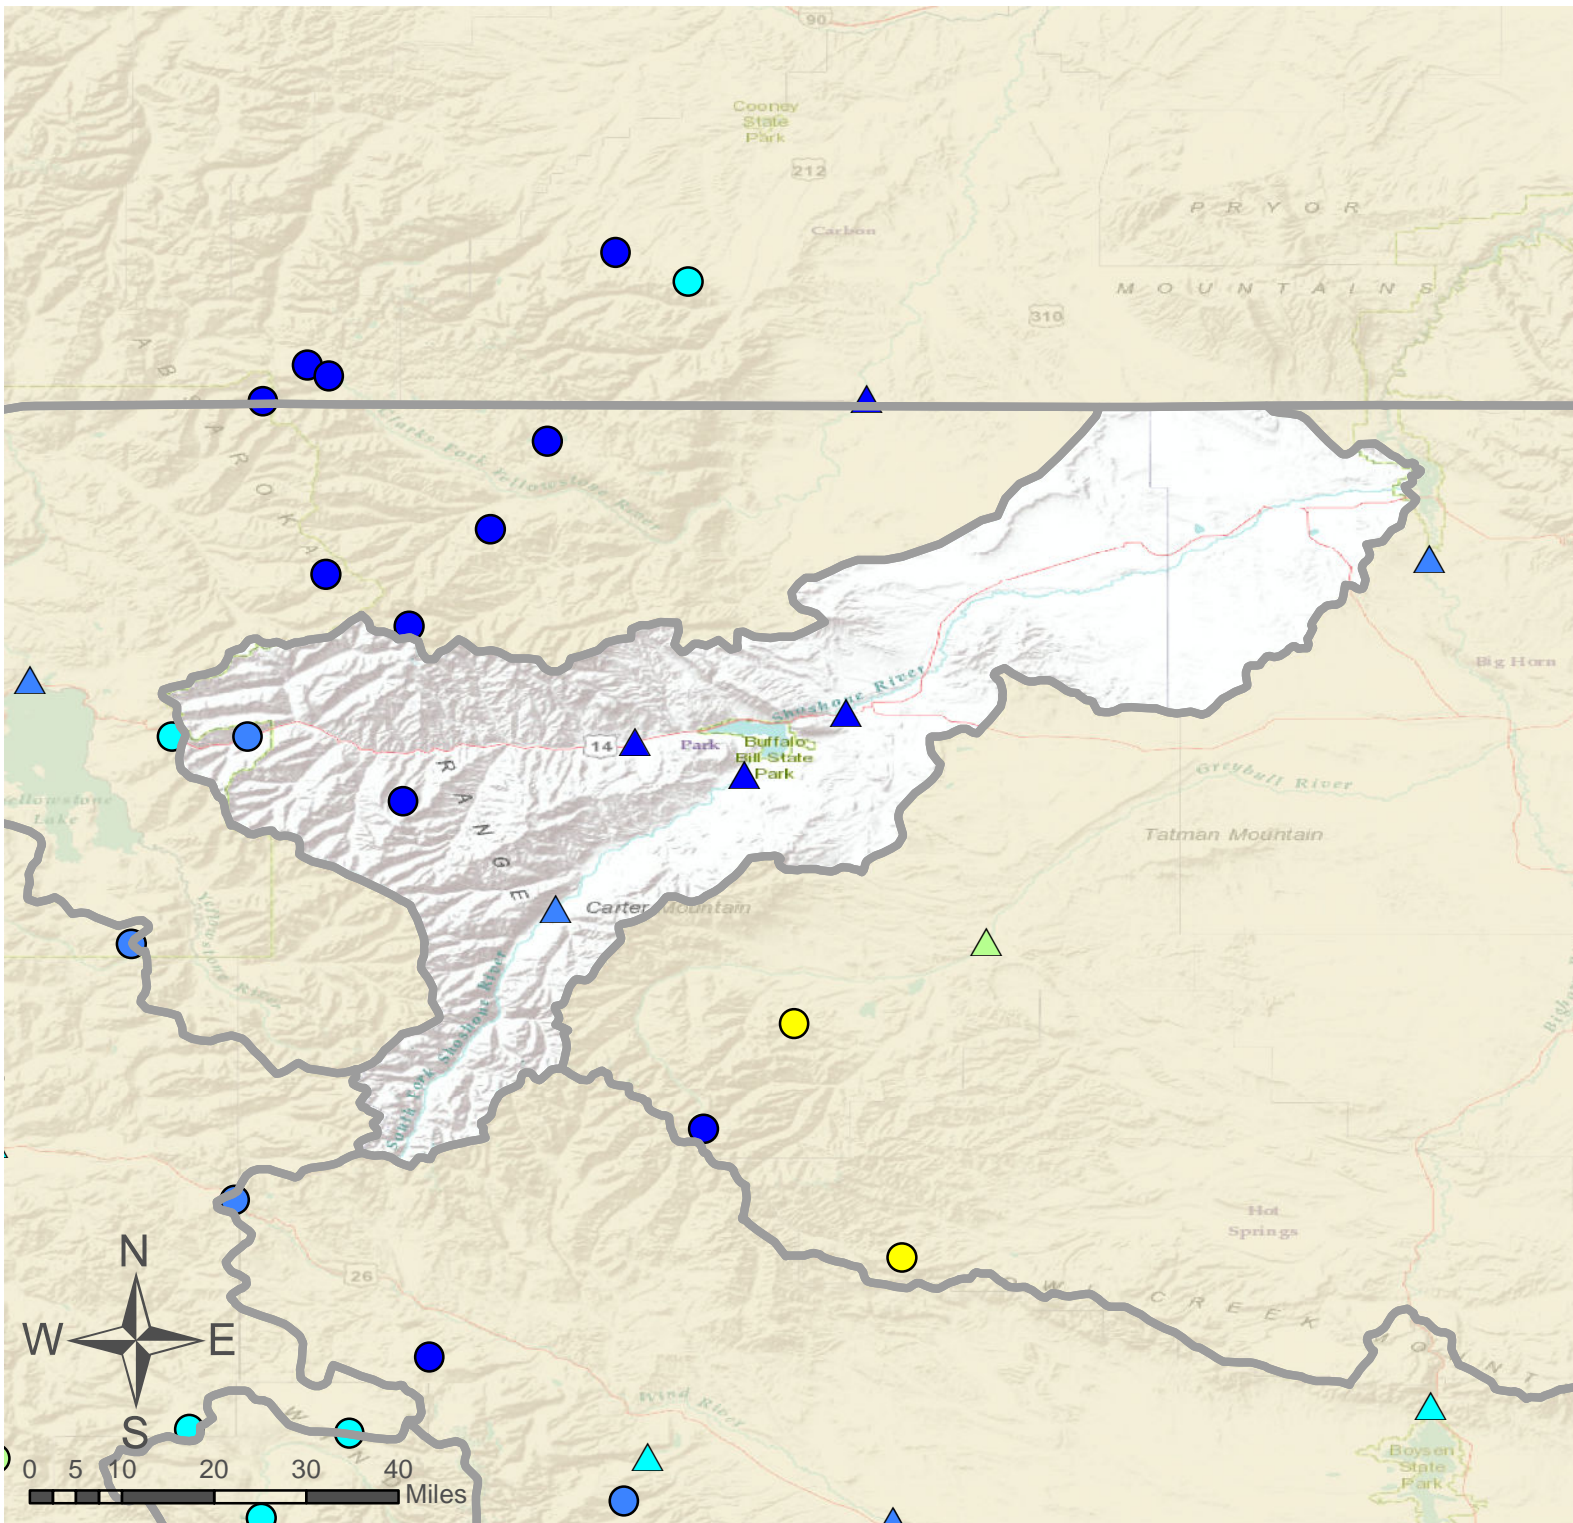 90
Cooney
State
Park
212
P R Y O R
Carbon
M O U N T A I N S
310
A B S A R O K A
Clarks Fork Yellowstone River
Shoshone River
Big Horn
14
Park
Buffalo
Bill State
Park
R A N G E
Greybull River
Lake
Tatman Mountain
Carter Mountain
Yellowstone River
South Fork Shoshone River
Hot
Springs
26
O W L C R E E K M O U N T
N
W
E
S
Wind River
W I N
Boysen
State
Park
0 5 10 20 30 40
Miles